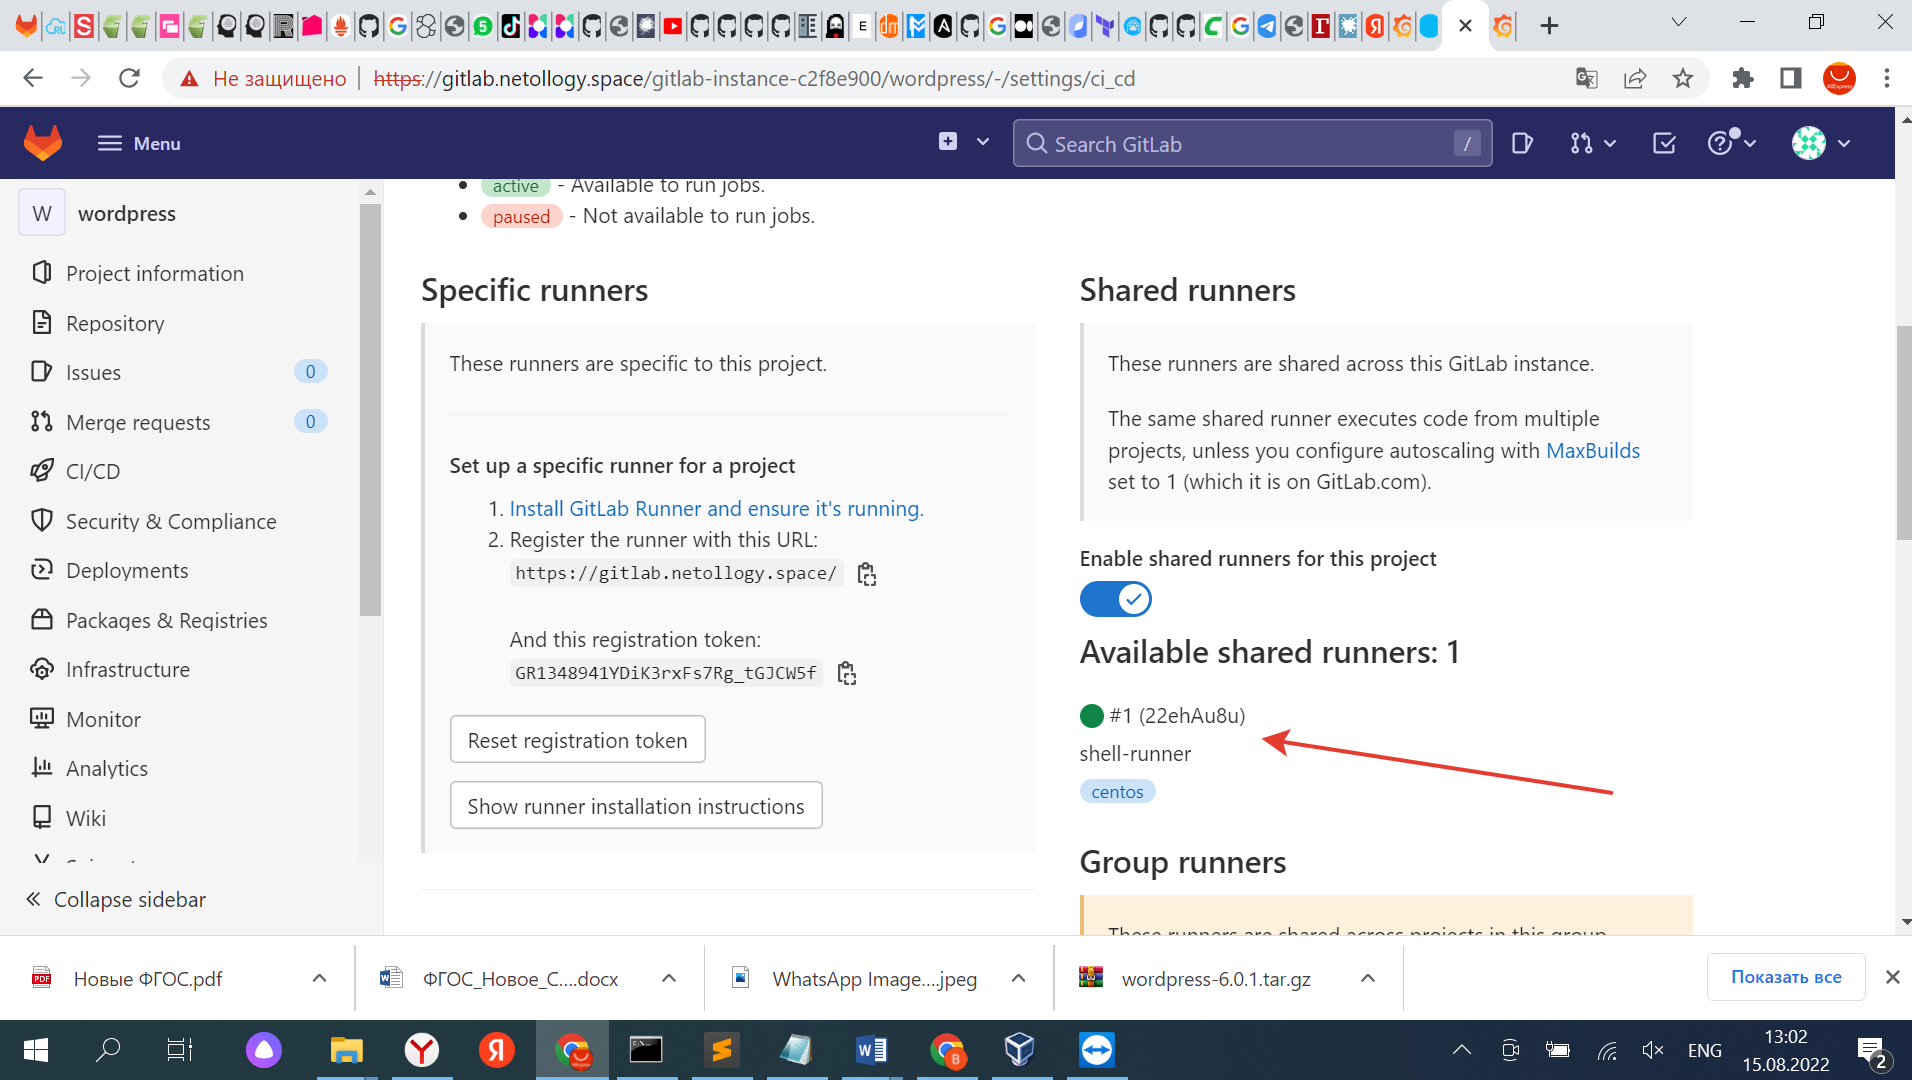 Не защищено
https://gitlab.netollogy.space/gitlab-instance-c2f8e900/wordpress/-/settings/ci_cd
Menu
Search GitLab
/
W
wordpress
Project information
Repository
Issues
0
Merge requests
0
CI/CD
Security & Compliance
Deployments
Packages & Registries
Infrastructure
Monitor
Analytics
Wiki
Collapse sidebar
active - Available to run jobs.
paused - Not available to run jobs.
Specific runners
These runners are specific to this project.
Set up a specific runner for a project
1. Install GitLab Runner and ensure it's running.
2. Register the runner with this URL:
https://gitlab.netollogy.space/
And this registration token:
GR1348941YDiK3rxFs7Rg_tGJCW5f
Reset registration token
Show runner installation instructions
Shared runners
These runners are shared across this GitLab instance.
The same shared runner executes code from multiple
projects, unless you configure autoscaling with MaxBuilds
set to 1 (which it is on GitLab.com).
Enable shared runners for this project
Available shared runners: 1
#1 (22ehAu8u)
shell-runner
centos
Group runners
These runners are shared across projects in this group.
Новые ФГОС.pdf
ФГОС_Новое_С....docx
WhatsApp Image....jpeg
wordpress-6.0.1.tar.gz
Показать все
ENG
13:02
15.08.2022
2